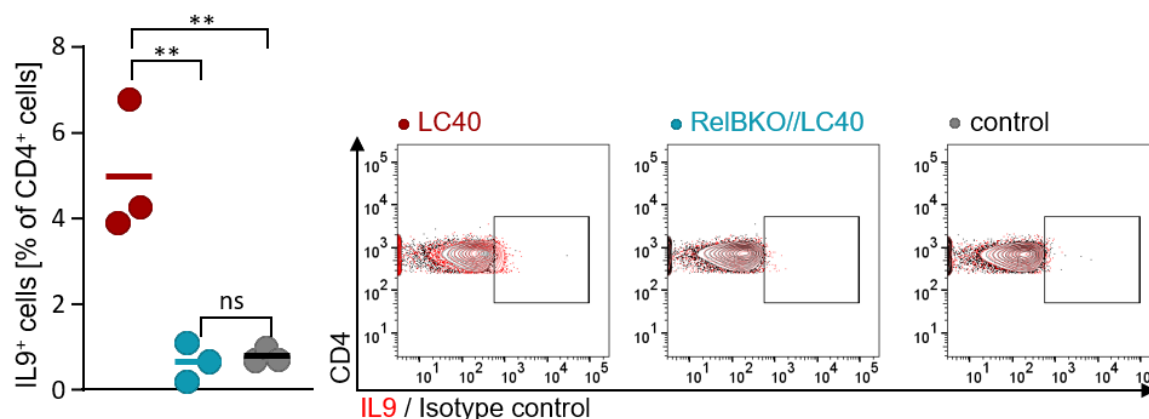 **
**
ns
8
6
4
2
0
IL9⁺ cells [% of CD4⁺ cells]
LC40
RelBKO//LC40
control
10⁵
10⁴
10³
10²
10¹
10¹ 10² 10³ 10⁴ 10⁵
10⁵
10⁴
10³
10²
10¹
10¹ 10² 10³ 10⁴ 10⁵
10⁵
10⁴
10³
10²
10¹
10¹ 10² 10³ 10⁴ 10⁵
CD4
IL9 / Isotype control